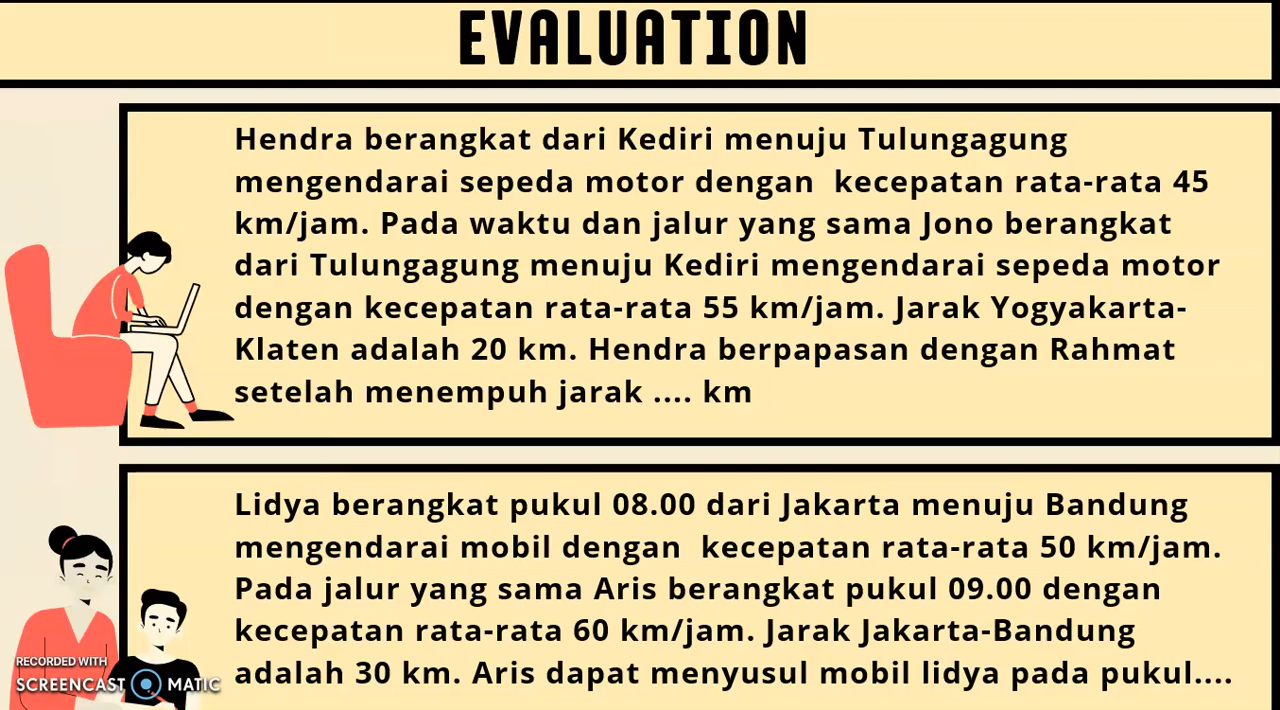 EVALUATION
Hendra berangkat dari Kediri menuju Tulungagung
mengendarai sepeda motor dengan kecepatan rata-rata 45
km/jam. Pada waktu dan jalur yang sama Jono berangkat
dari Tulungagung menuju Kediri mengendarai sepeda motor
dengan kecepatan rata-rata 55 km/jam. Jarak Yogyakarta-
Klaten adalah 20 km. Hendra berpapasan dengan Rahmat
setelah menempuh jarak .... km
Lidya berangkat pukul 08.00 dari Jakarta menuju Bandung
mengendarai mobil dengan kecepatan rata-rata 50 km/jam.
Pada jalur yang sama Aris berangkat pukul 09.00 dengan
kecepatan rata-rata 60 km/jam. Jarak Jakarta-Bandung
adalah 30 km. Aris dapat menyusul mobil lidya pada pukul....
RECORDED WITH
SCREENCAST MATIC